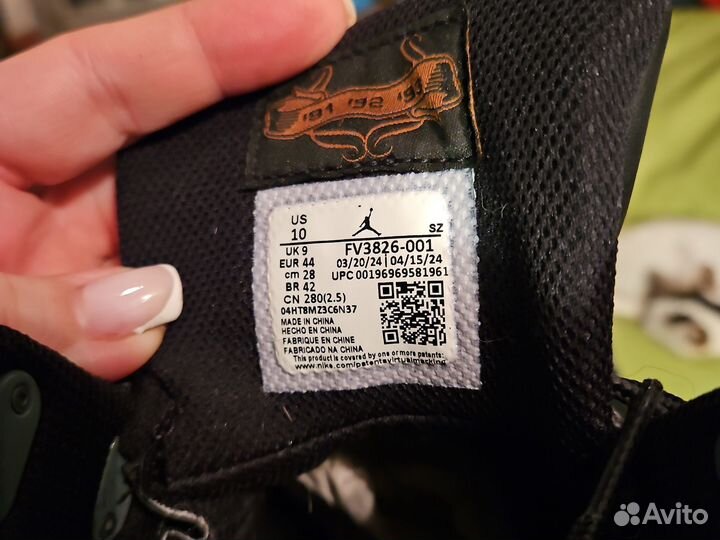 '91 '92 '93
US
10
SZ
UK 9
FV3826-001
EUR 44
03/20/24 | 04/15/24
cm 28
UPC 00196969581961
BR 42
CN 280(2.5)
04HT8MZ3C6N37
MADE IN CHINA
HECHO EN CHINA
FABRIQUE EN CHINE
FABRICADO NA CHINA
This product is covered by one or more patents:
www.nike.com/patentsvirtualmarking
Avito